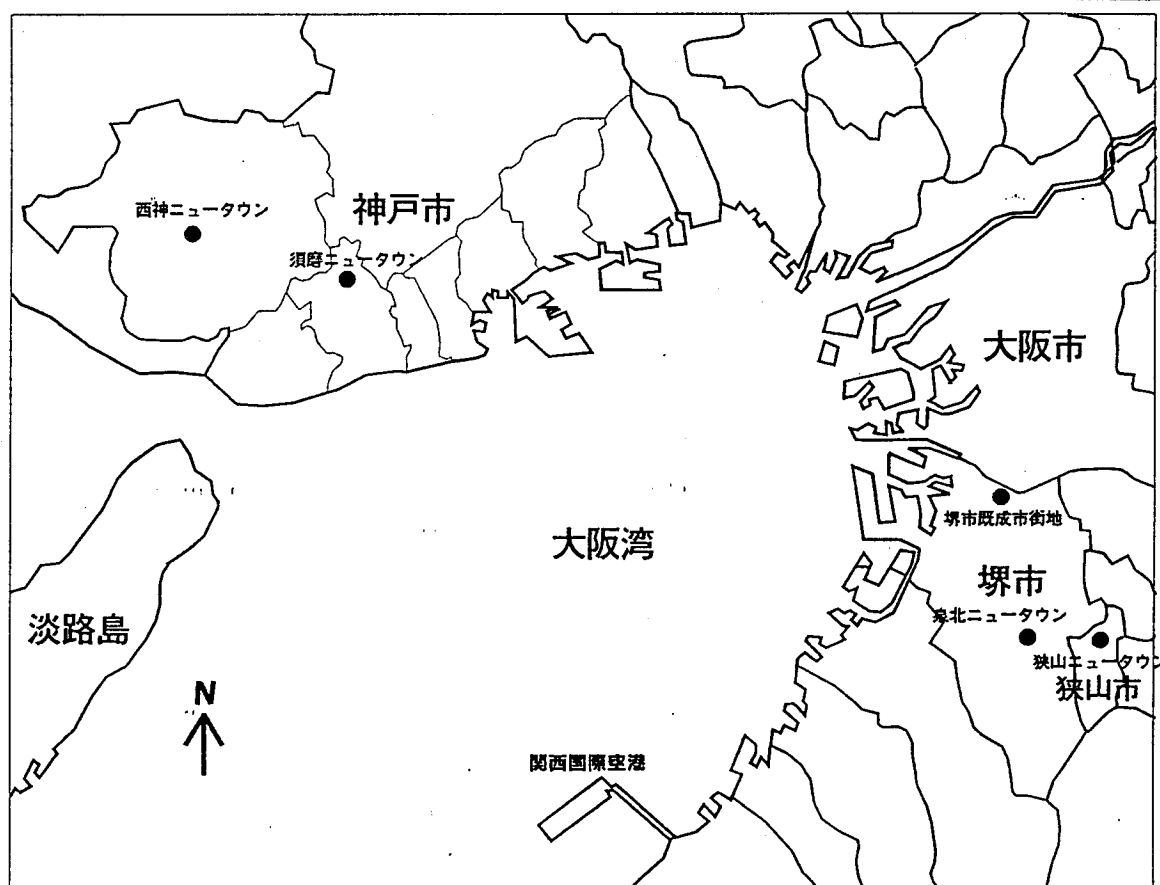 西神ニュータウン
神戸市
須磨ニュータウン
大阪市
堺市既成市街地
大阪湾
堺市
泉北ニュータウン
淡路島
狭山ニュータウン
狭山市
N
関西国際空港